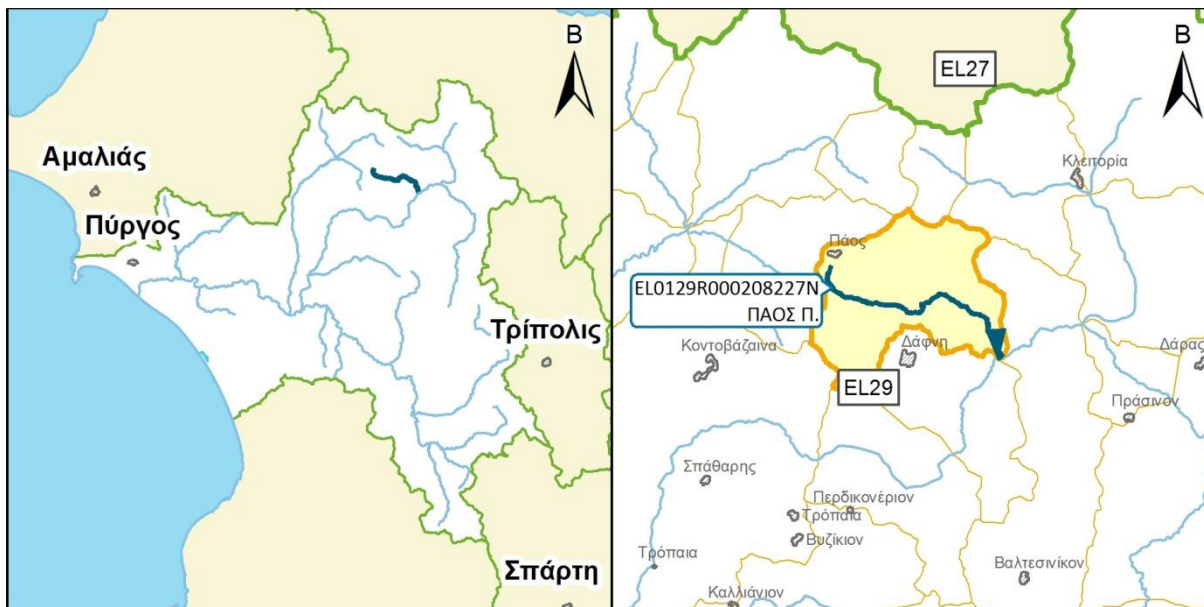 Β
Αμαλιάς
Πύργος
Τρίπολις
Σπάρτη
Β
EL27
Κλειτορία
Πάος
EL0129R000208227N
ΠΑΟΣ Π.
Κοντοβάζαινα
Δάφνη
Δάρας
EL29
Πράσινον
Σπάθαρης
Περδικονέριον
Τρόπαια
Βυζίκιον
Τρόπαια
Βαλτεσινίκον
Καλλιάνιον